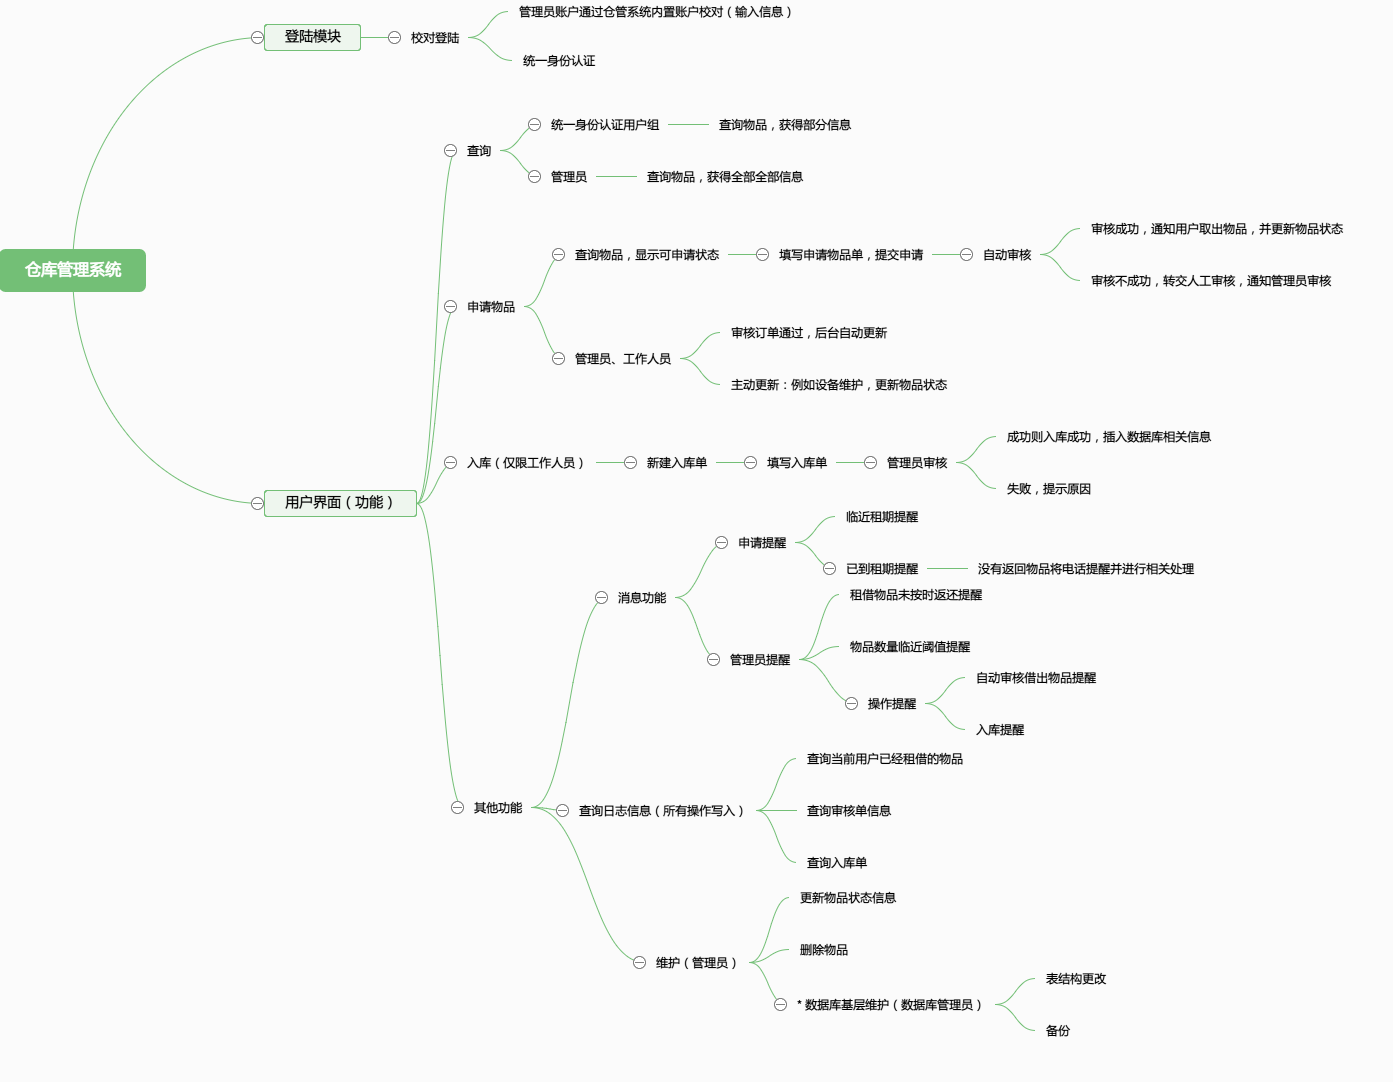 仓库管理系统
登陆模块
校对登陆
管理员账户通过仓管系统内置账户校对（输入信息）
统一身份认证
用户界面（功能）
查询
统一身份认证用户组
查询物品，获得部分信息
管理员
查询物品，获得全部全部信息
申请物品
查询物品，显示可申请状态
填写申请物品单，提交申请
自动审核
审核成功，通知用户取出物品，并更新物品状态
审核不成功，转交人工审核，通知管理员审核
管理员、工作人员
审核订单通过，后台自动更新
主动更新：例如设备维护，更新物品状态
入库（仅限工作人员）
新建入库单
填写入库单
管理员审核
成功则入库成功，插入数据库相关信息
失败，提示原因
其他功能
消息功能
申请提醒
临近租期提醒
已到租期提醒
没有返回物品将电话提醒并进行相关处理
管理员提醒
租借物品未按时返还提醒
物品数量临近阈值提醒
操作提醒
自动审核借出物品提醒
入库提醒
查询日志信息（所有操作写入）
查询当前用户已经租借的物品
查询审核单信息
查询入库单
维护（管理员）
更新物品状态信息
删除物品
* 数据库基层维护（数据库管理员）
表结构更改
备份